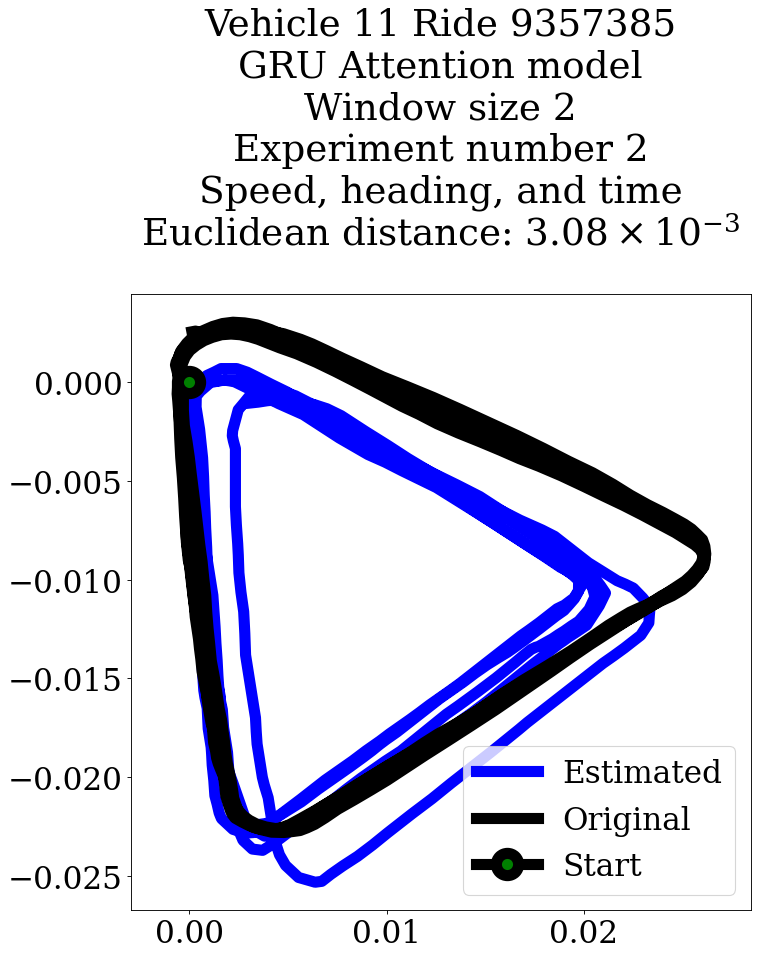 Vehicle 11 Ride 9357385
GRU Attention model
Window size 2
Experiment number 2
Speed, heading, and time
Euclidean distance: 3.08 × 10⁻³
0.000
−0.005
−0.010
−0.015
−0.020
−0.025
0.00
0.01
0.02
Estimated
Original
Start